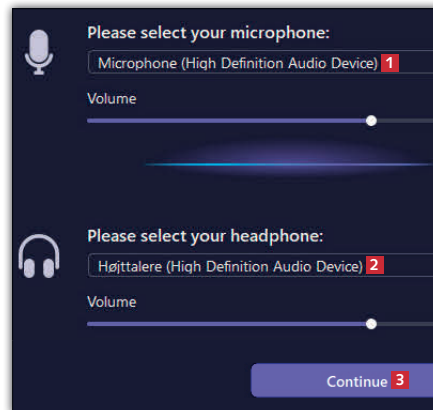 Please select your microphone:
Microphone (High Definition Audio Device) 1
Volume
Please select your headphone:
Højttalere (High Definition Audio Device) 2
Volume
Continue 3